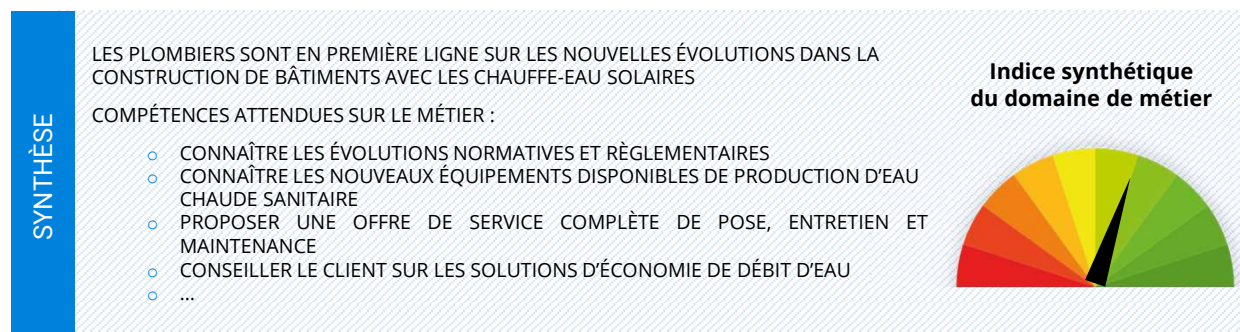 SYNTHÈSE
LES PLOMBIERS SONT EN PREMIÈRE LIGNE SUR LES NOUVELLES ÉVOLUTIONS DANS LA
CONSTRUCTION DE BÂTIMENTS AVEC LES CHAUFFE-EAU SOLAIRES
COMPÉTENCES ATTENDUES SUR LE MÉTIER :
o CONNAÎTRE LES ÉVOLUTIONS NORMATIVES ET RÈGLEMENTAIRES
o CONNAÎTRE LES NOUVEAUX ÉQUIPEMENTS DISPONIBLES DE PRODUCTION D'EAU
CHAUDE SANITAIRE
o PROPOSER UNE OFFRE DE SERVICE COMPLÈTE DE POSE, ENTRETIEN ET
MAINTENANCE
o CONSEILLER LE CLIENT SUR LES SOLUTIONS D'ÉCONOMIE DE DÉBIT D'EAU
o ...
Indice synthétique
du domaine de métier